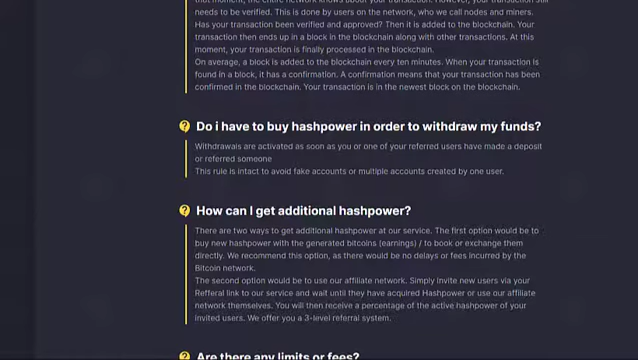 that moment, the entire network knows about your transaction. However, your transaction still
needs to be verified. This is done by users on the network, who we call nodes and miners.
Has your transaction been verified and approved? Then it is added to the blockchain. Your
transaction then ends up in a block in the blockchain along with other transactions. At this
moment, your transaction is finally processed in the blockchain.
On average, a block is added to the blockchain every ten minutes. When your transaction is
found in a block, it has a confirmation. A confirmation means that your transaction has been
confirmed in the blockchain. Your transaction is in the newest block on the blockchain.
Do i have to buy hashpower in order to withdraw my funds?
Withdrawals are activated as soon as you or one of your referred users have made a deposit
or referred someone
This rule is intact to avoid fake accounts or multiple accounts created by one user.
How can I get additional hashpower?
There are two ways to get additional hashpower at our service. The first option would be to
buy new hashpower with the generated bitcoins (earnings) / to book or exchange them
directly. We recommend this option, as there would be no delays or fees incurred by the
Bitcoin network.
The second option would be to use our affiliate network. Simply invite new users via your
Refferal link to our service and wait until they have acquired Hashpower or use our affiliate
network themselves. You will then receive a percentage of the active hashpower of your
invited users. We offer you a 3-level referral system.
Are there any limits or fees?